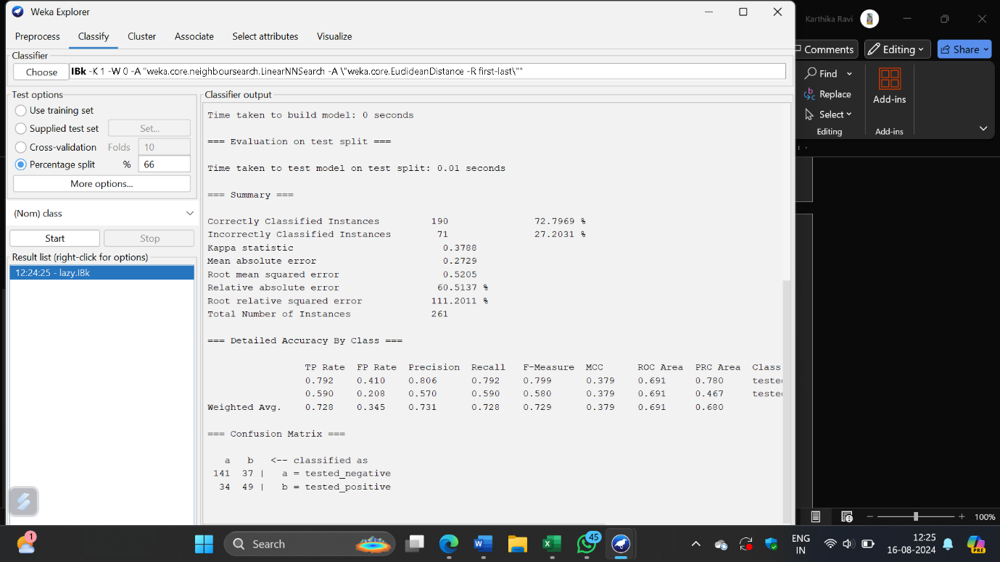 Weka Explorer
Preprocess Classify Cluster Associate Select attributes Visualize
Classifier
Choose IBk -K 1 -W 0 -A "weka.core.neighboursearch.LinearNNSearch -A \"weka.core.EuclideanDistance -R first-last\""
Test options
Use training set
Supplied test set Set...
Cross-validation Folds 10
Percentage split % 66
More options...
(Nom) class
Start Stop
Result list (right-click for options)
12:24:25 - lazy.IBk
Classifier output
Time taken to build model: 0 seconds
=== Evaluation on test split ===
Time taken to test model on test split: 0.01 seconds
=== Summary ===
Correctly Classified Instances 190 72.7969 %
Incorrectly Classified Instances 71 27.2031 %
Kappa statistic 0.3788
Mean absolute error 0.2729
Root mean squared error 0.5205
Relative absolute error 60.5137 %
Root relative squared error 111.2011 %
Total Number of Instances 261
=== Detailed Accuracy By Class ===
TP Rate FP Rate Precision Recall F-Measure MCC ROC Area PRC Area Class
0.792 0.410 0.806 0.792 0.799 0.379 0.691 0.780 teste
0.590 0.208 0.570 0.590 0.580 0.379 0.691 0.467 teste
Weighted Avg. 0.728 0.345 0.731 0.728 0.729 0.379 0.691 0.680
=== Confusion Matrix ===
a b <-- classified as
141 37 | a = tested_negative
34 49 | b = tested_positive
Karthika Ravi
Comments Editing Share
Find
Replace
Select
Editing
Add-ins
Add-ins
100%
1
Search
45
ENG
IN
12:25
16-08-2024
PRE